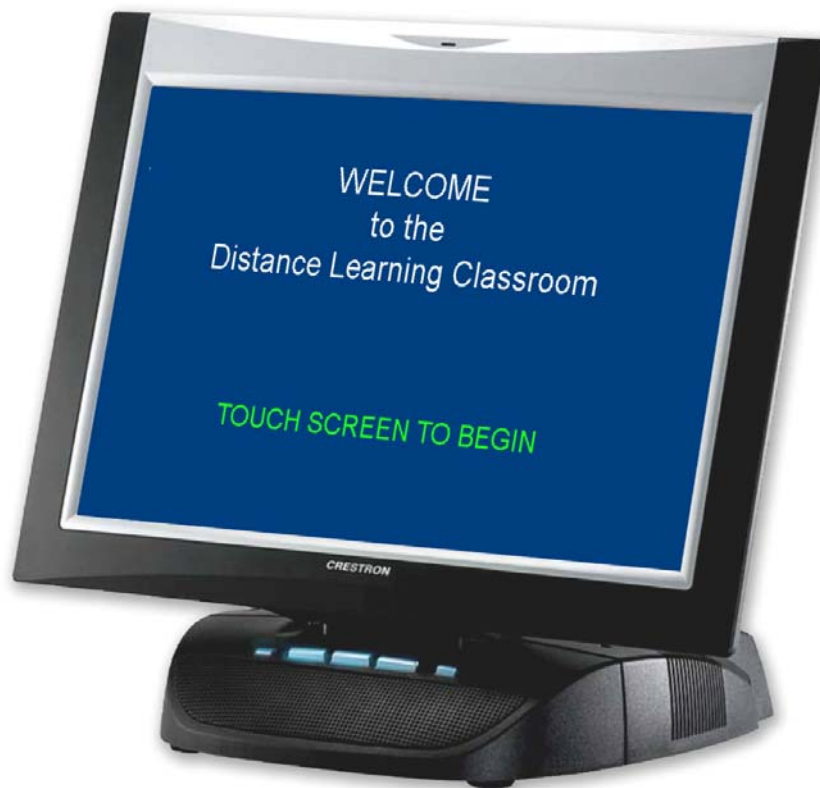 WELCOME
to the
Distance Learning Classroom
TOUCH SCREEN TO BEGIN
CRESTRON